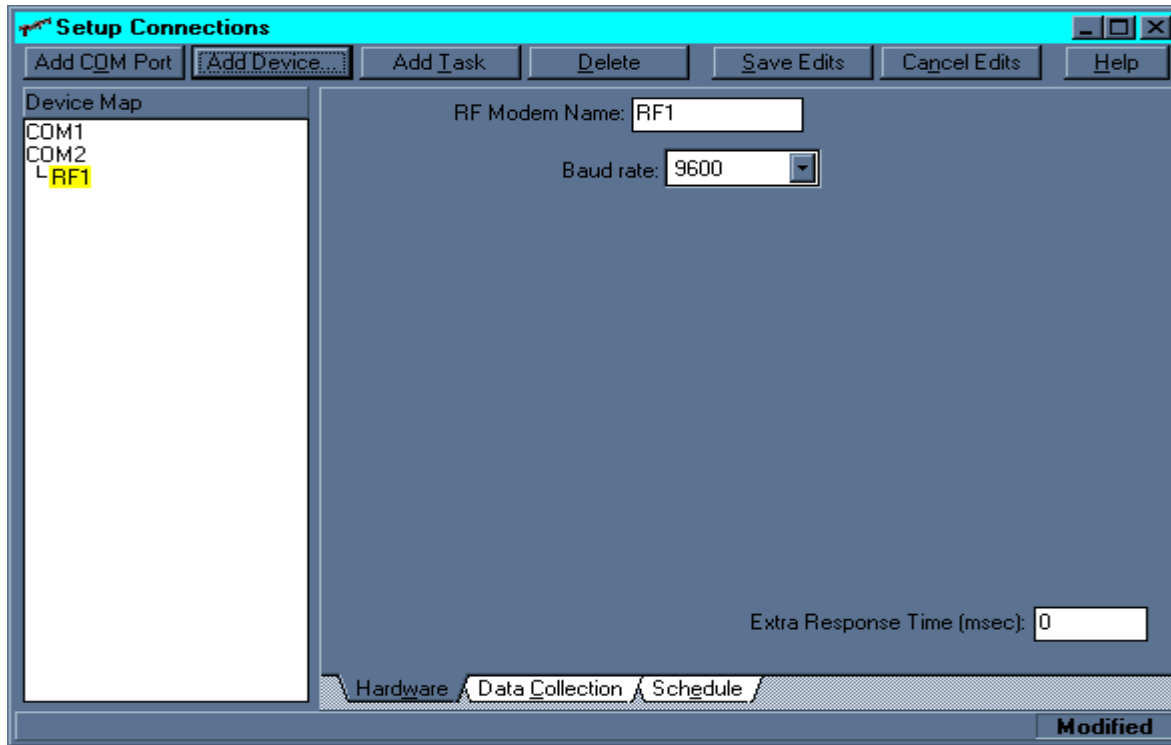 Setup Connections
Add COM Port Add Device... Add Task Delete Save Edits Cancel Edits Help
Device Map
COM1
COM2
RF1
RF Modem Name: RF1
Baud rate: 9600
Extra Response Time (msec): 0
Hardware Data Collection Schedule
Modified